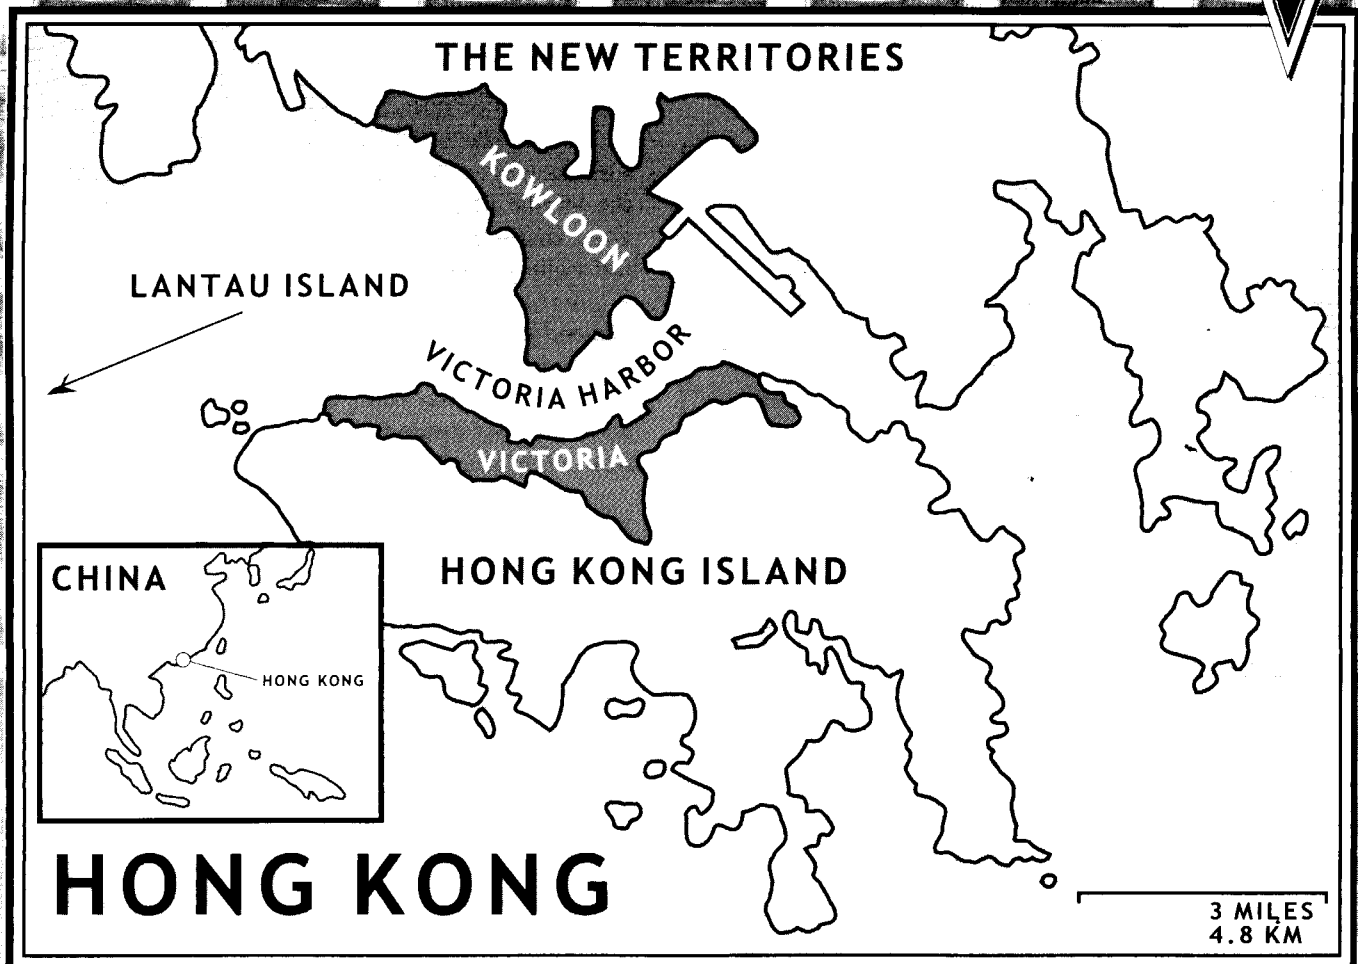 THE NEW TERRITORIES
KOWLOON
LANTAU ISLAND
VICTORIA HARBOR
VICTORIA
HONG KONG ISLAND
CHINA
HONG KONG
HONG KONG
3 MILES
4.8 KM